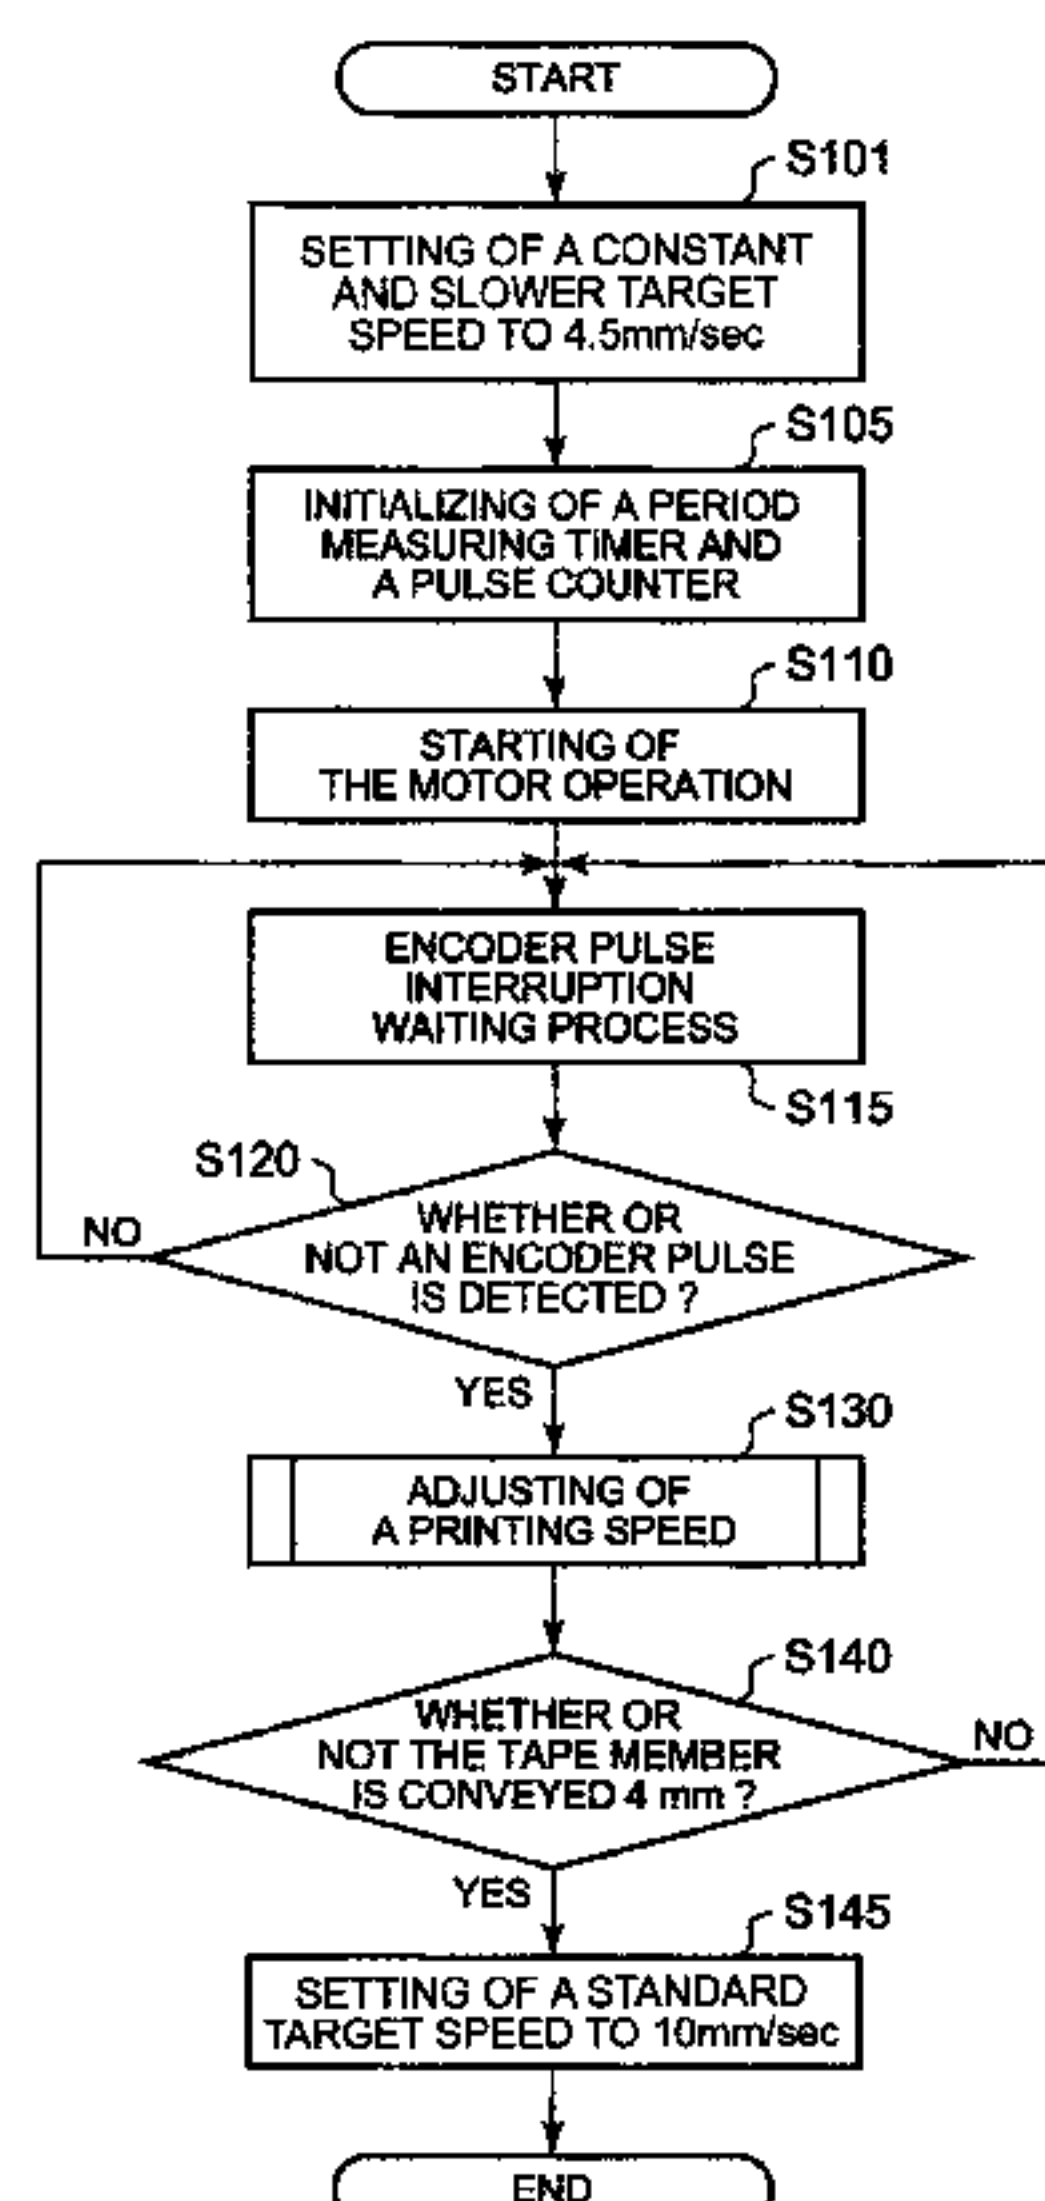 START
S101
SETTING OF A CONSTANT
AND SLOWER TARGET
SPEED TO 4.5mm/sec
S105
INITIALIZING OF A PERIOD
MEASURING TIMER AND
A PULSE COUNTER
S110
STARTING OF
THE MOTOR OPERATION
ENCODER PULSE
INTERRUPTION
WAITING PROCESS
S115
S120
NO
WHETHER OR
NOT AN ENCODER PULSE
IS DETECTED ?
YES
S130
ADJUSTING OF
A PRINTING SPEED
S140
WHETHER OR
NOT THE TAPE MEMBER
IS CONVEYED 4 mm ?
NO
YES
S145
SETTING OF A STANDARD
TARGET SPEED TO 10mm/sec
END